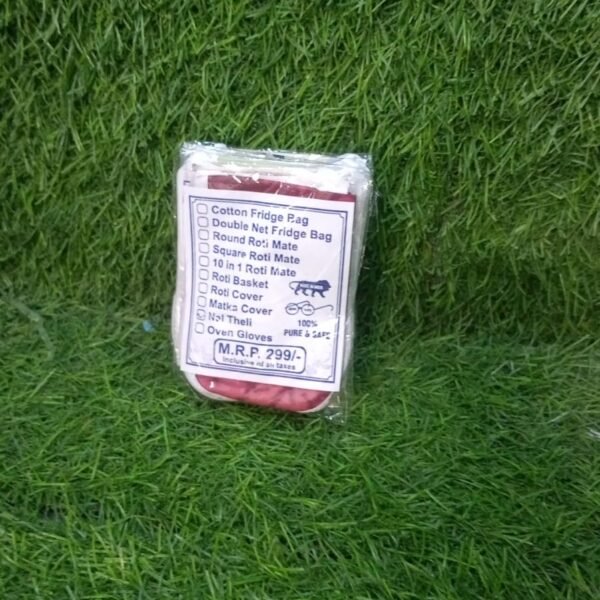 Cotton Fridge Bag
Double Net Fridge Bag
Round Roti Mate
Square Roti Mate
10 in 1 Roti Mate
Roti Basket
Roti Cover
Matka Cover
Not Theli
Oven Gloves
100%
PURE & SAFE
M.R.P. 299/-
Inclusive of all taxes